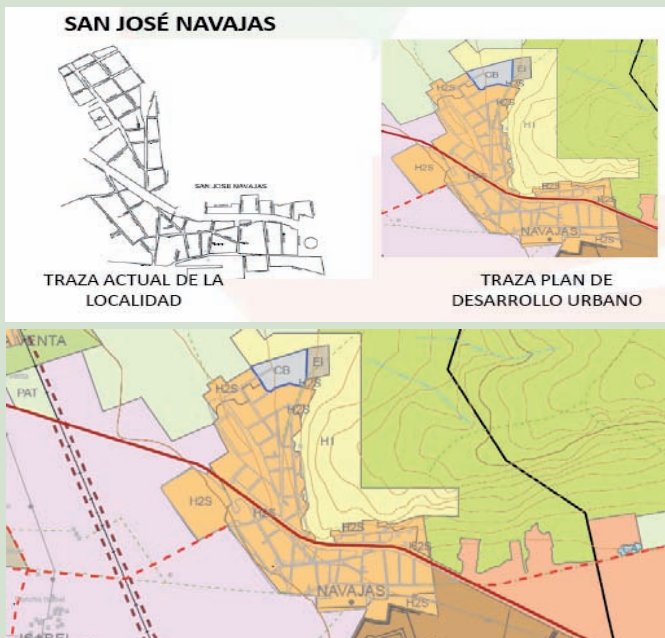 SAN JOSÉ NAVAJAS
SAN JOSE NAVAJAS
TRAZA ACTUAL DE LA
LOCALIDAD
CB
EI
H2S
H2S
H1
H2S
H2S
H2S
H2S
NAVAJAS
H2S
TRAZA PLAN DE
DESARROLLO URBANO
VENTA
PAT
CB
EI
H2S
H2S
H2S
H1
H2S
H2S
H2S
H2S
NAVAJAS
H2S
ISABEL